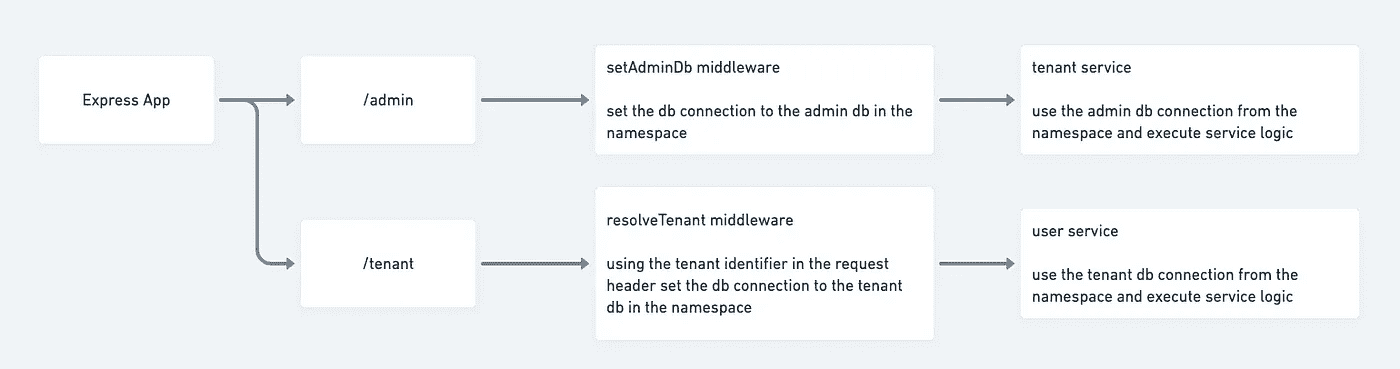 Express App
/admin
setAdminDb middleware
set the db connection to the admin db in the
namespace
tenant service
use the admin db connection from the
namespace and execute service logic
/tenant
resolveTenant middleware
using the tenant identifier in the request
header set the db connection to the tenant
db in the namespace
user service
use the tenant db connection from the
namespace and execute service logic